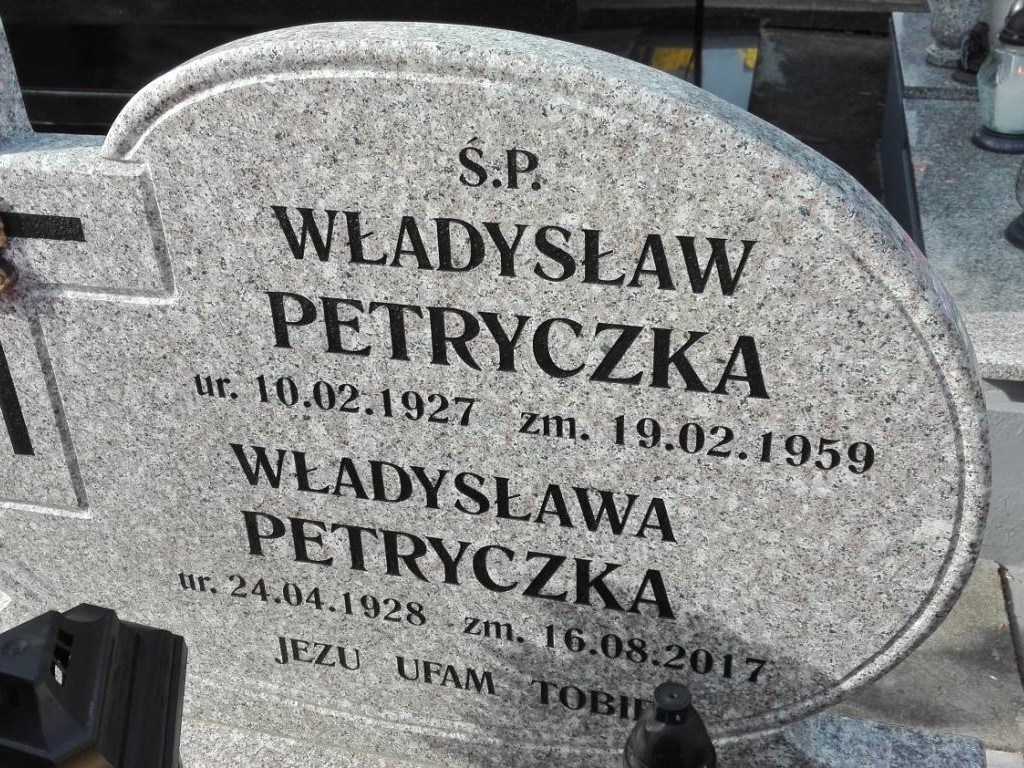 Ś.P.
WŁADYSŁAW
PETRYCZKA
ur. 10.02.1927 zm. 19.02.1959
WŁADYSŁAWA
PETRYCZKA
ur. 24.04.1928 zm. 16.08.2017
JEZU UFAM TOBIE